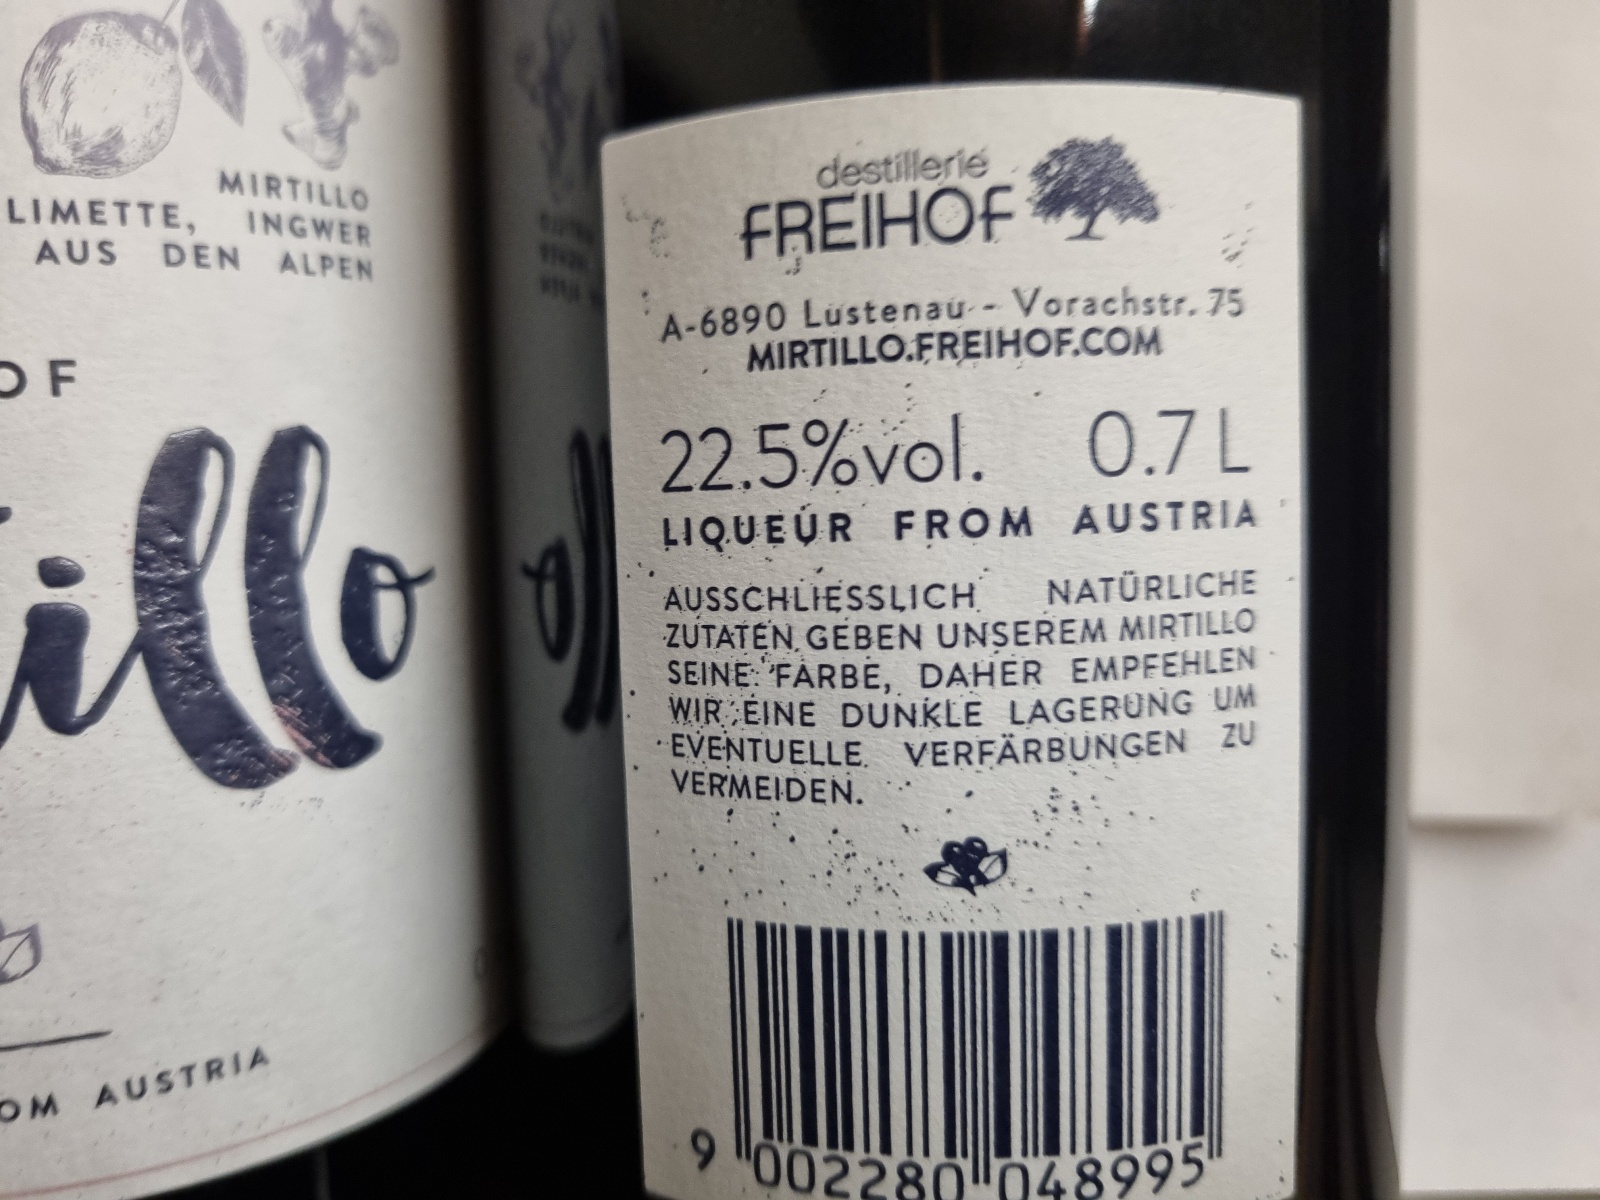 MIRTILLO
LIMETTE, INGWER
AUS DEN ALPEN
OF
illo
OM AUSTRIA
destillerie
FREIHOF
A-6890 Lustenau - Vorachstr. 75
MIRTILLO.FREIHOF.COM
22.5%vol. 0.7 L
LIQUEUR FROM AUSTRIA
AUSSCHLIESSLICH NATÜRLICHE
ZUTATEN GEBEN UNSEREM MIRTILLO
SEINE FARBE, DAHER EMPFEHLEN
WIR EINE DUNKLE LAGERUNG UM
EVENTUELLE VERFÄRBUNGEN ZU
VERMEIDEN.
9 002280 048995